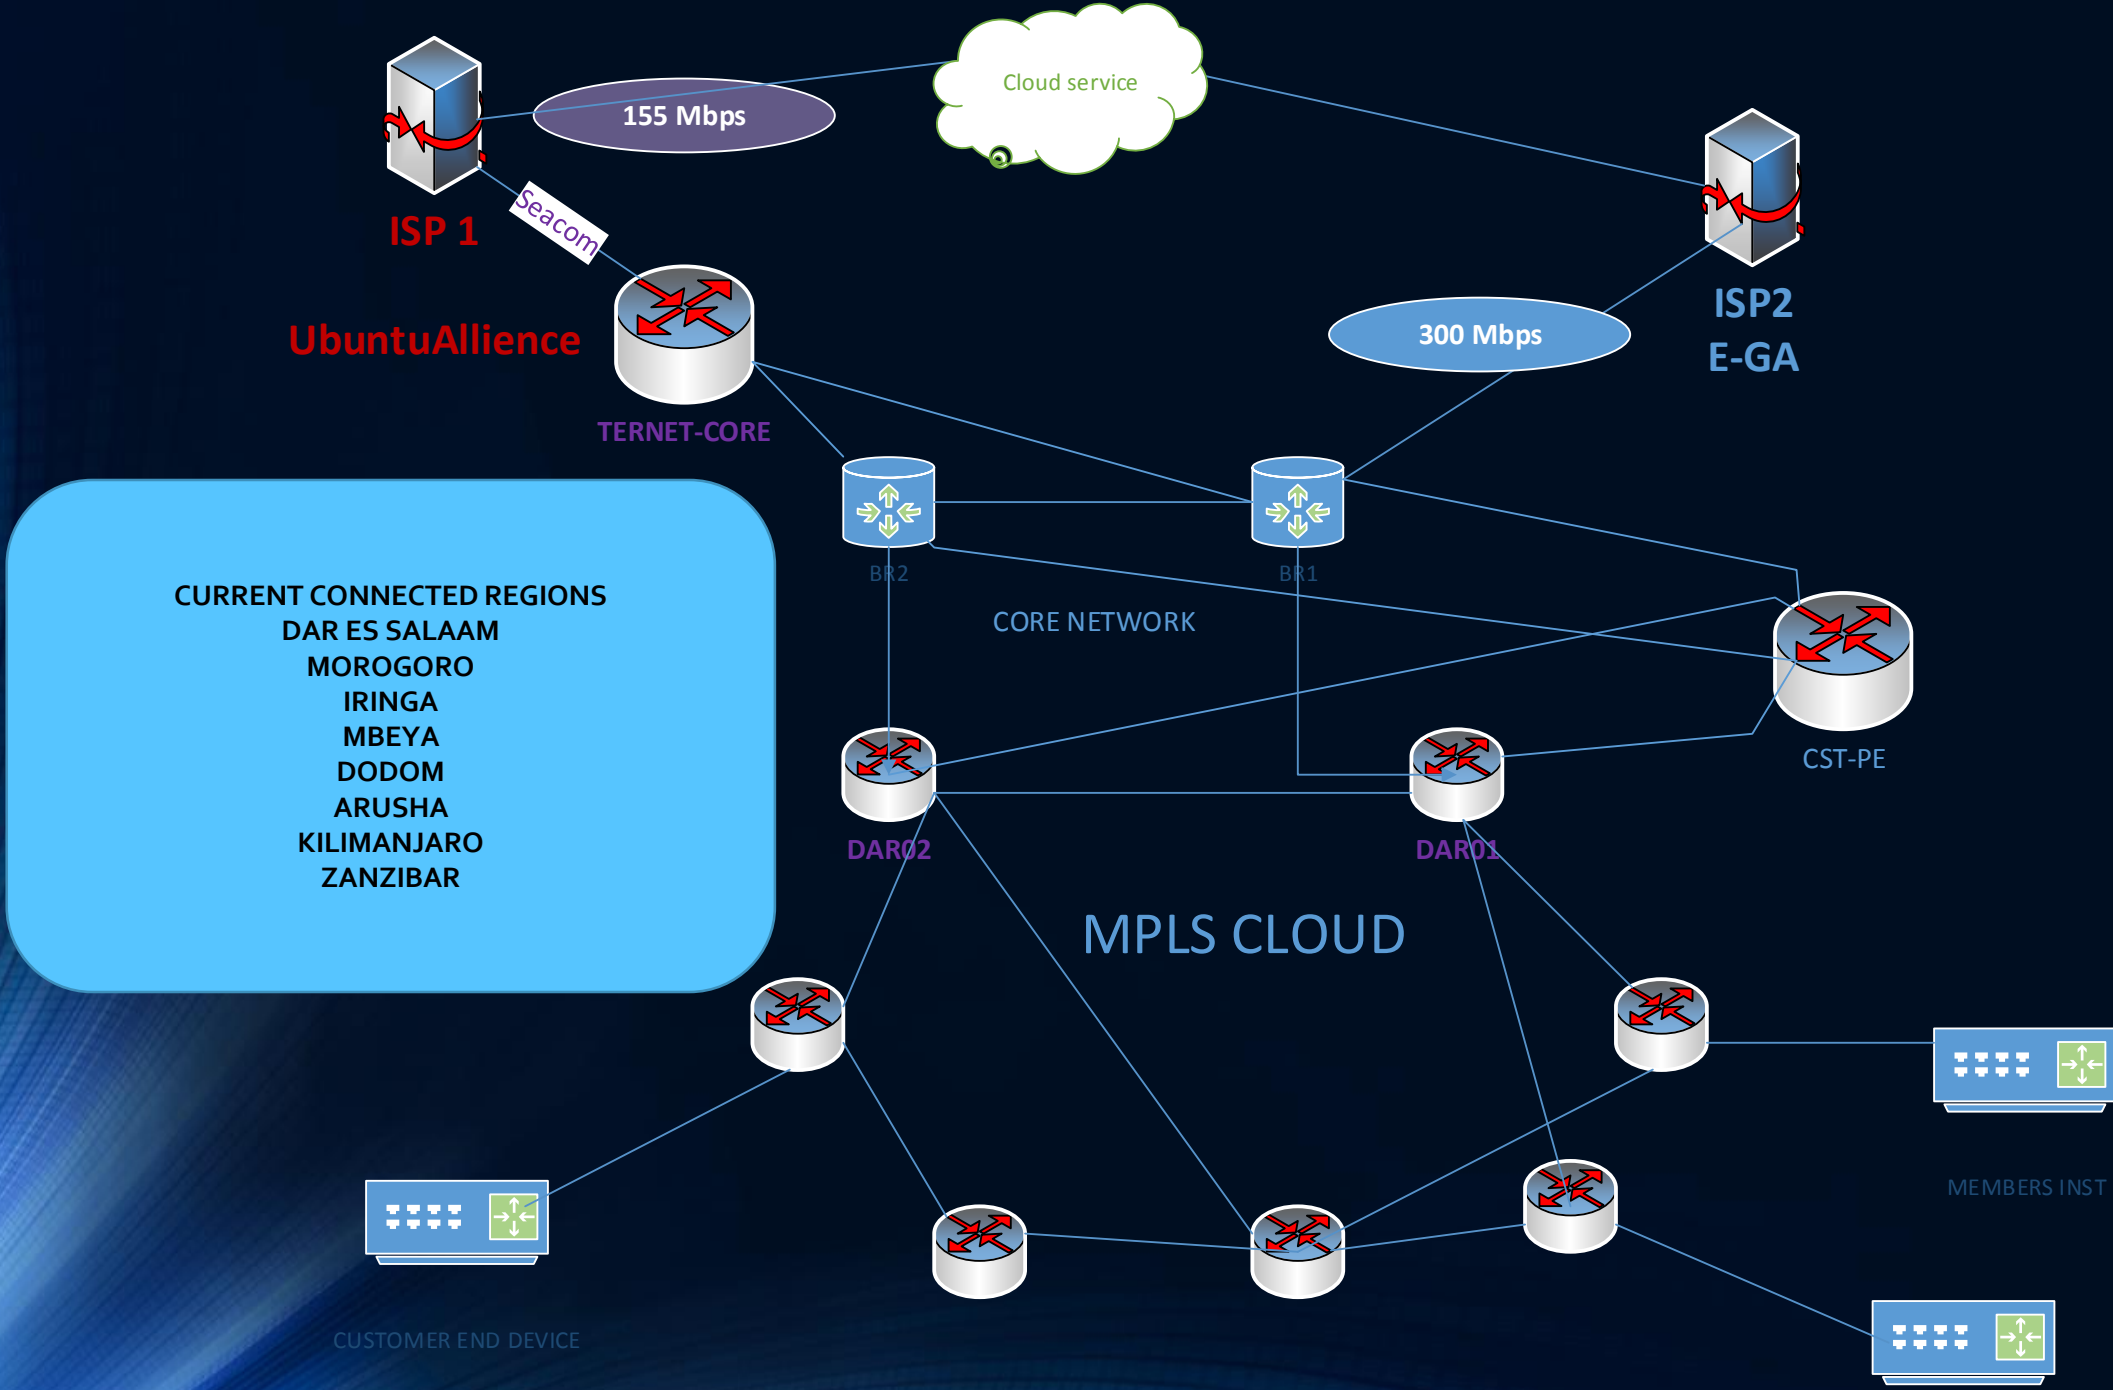 Cloud service
155 Mbps
ISP 1
Seacom
UbuntuAllience
TERNET-CORE
ISP2
E-GA
300 Mbps
BR2
BR1
CORE NETWORK
CST-PE
CURRENT CONNECTED REGIONS
DAR ES SALAAM
MOROGORO
IRINGA
MBEYA
DODOM
ARUSHA
KILIMANJARO
ZANZIBAR
DAR02
DAR01
MPLS CLOUD
MEMBERS INST
CUSTOMER END DEVICE